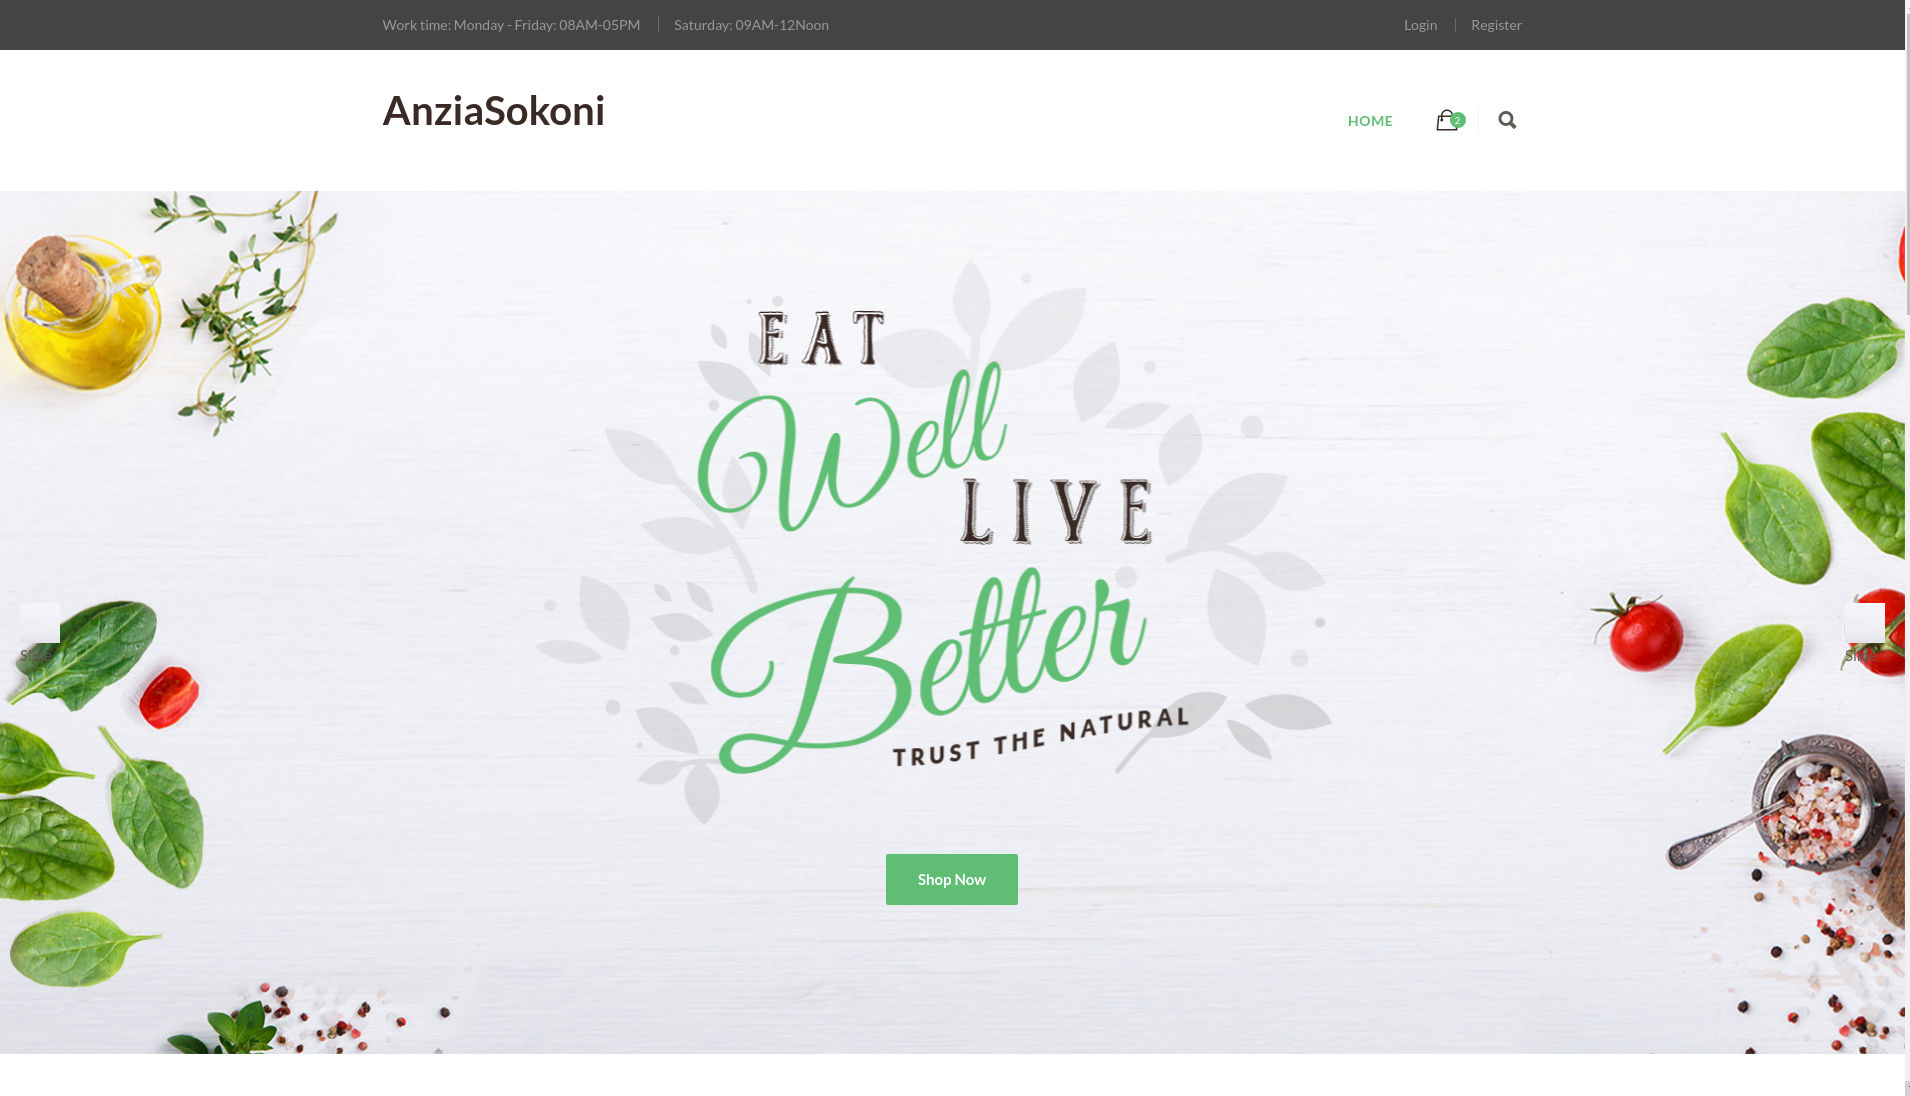 Work time: Monday - Friday: 08AM-05PM
Saturday: 09AM-12Noon
Login
Register
AnziaSokoni
HOME
2
EAT
Well
LIVE
Better
TRUST THE NATURAL
Slide
Slide
Shop Now